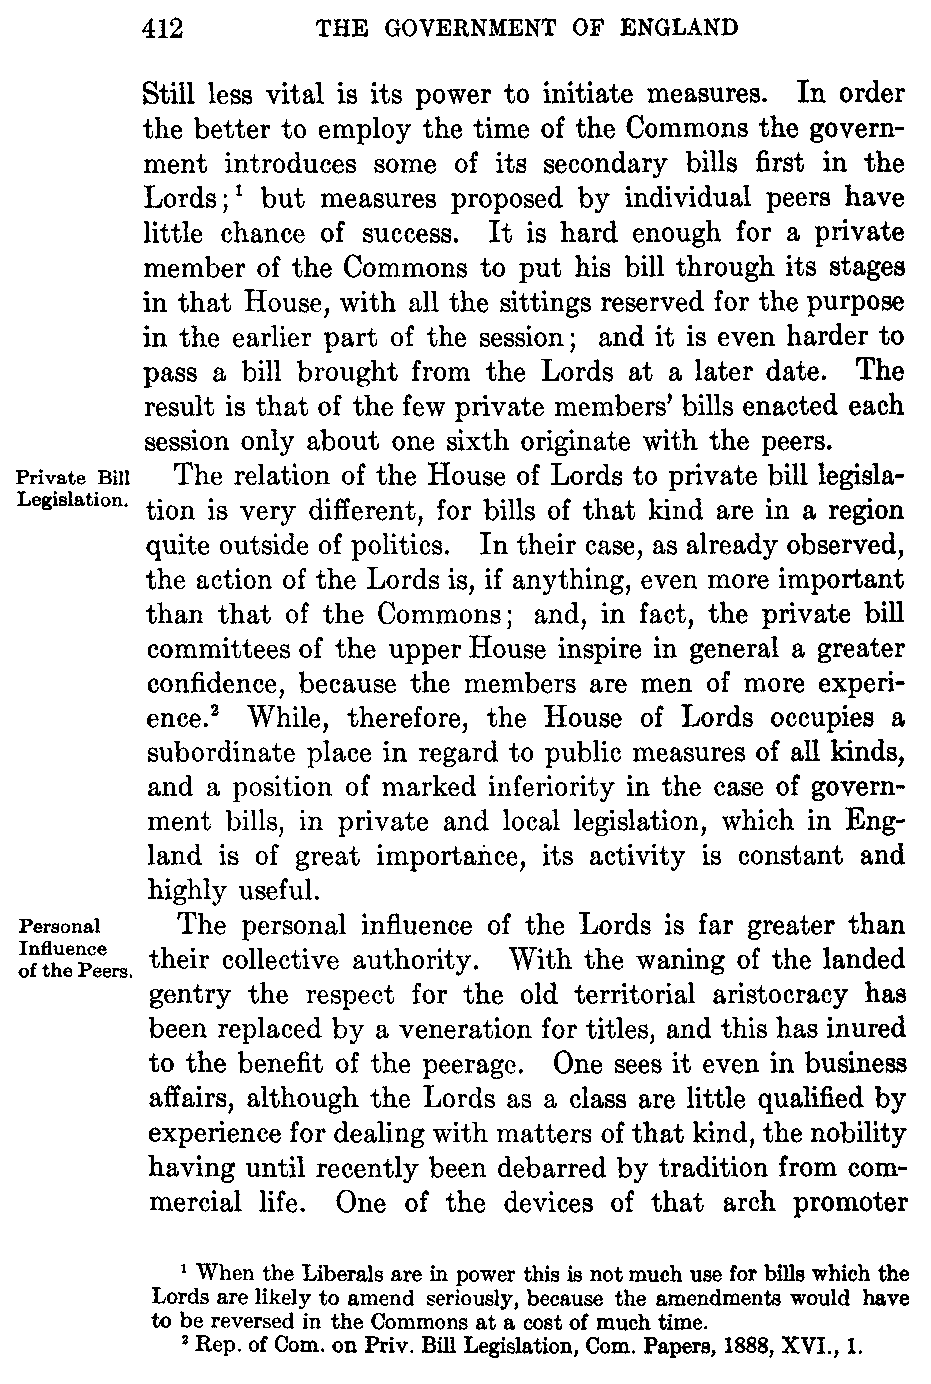 412 THE GOVERNMENT OF ENGLAND
Still less vital is its power to initiate measures. In order
the better to employ the time of the Commons the govern-
ment introduces some of its secondary bills first in the
Lords;¹ but measures proposed by individual peers have
little chance of success. It is hard enough for a private
member of the Commons to put his bill through its stages
in that House, with all the sittings reserved for the purpose
in the earlier part of the session; and it is even harder to
pass a bill brought from the Lords at a later date. The
result is that of the few private members' bills enacted each
session only about one sixth originate with the peers.
Private Bill
Legislation.
The relation of the House of Lords to private bill legisla-
tion is very different, for bills of that kind are in a region
quite outside of politics. In their case, as already observed,
the action of the Lords is, if anything, even more important
than that of the Commons; and, in fact, the private bill
committees of the upper House inspire in general a greater
confidence, because the members are men of more experi-
ence.² While, therefore, the House of Lords occupies a
subordinate place in regard to public measures of all kinds,
and a position of marked inferiority in the case of govern-
ment bills, in private and local legislation, which in Eng-
land is of great importance, its activity is constant and
highly useful.
Personal
Influence
of the Peers.
The personal influence of the Lords is far greater than
their collective authority. With the waning of the landed
gentry the respect for the old territorial aristocracy has
been replaced by a veneration for titles, and this has inured
to the benefit of the peerage. One sees it even in business
affairs, although the Lords as a class are little qualified by
experience for dealing with matters of that kind, the nobility
having until recently been debarred by tradition from com-
mercial life. One of the devices of that arch promoter
¹ When the Liberals are in power this is not much use for bills which the
Lords are likely to amend seriously, because the amendments would have
to be reversed in the Commons at a cost of much time.
² Rep. of Com. on Priv. Bill Legislation, Com. Papers, 1888, XVI., 1.